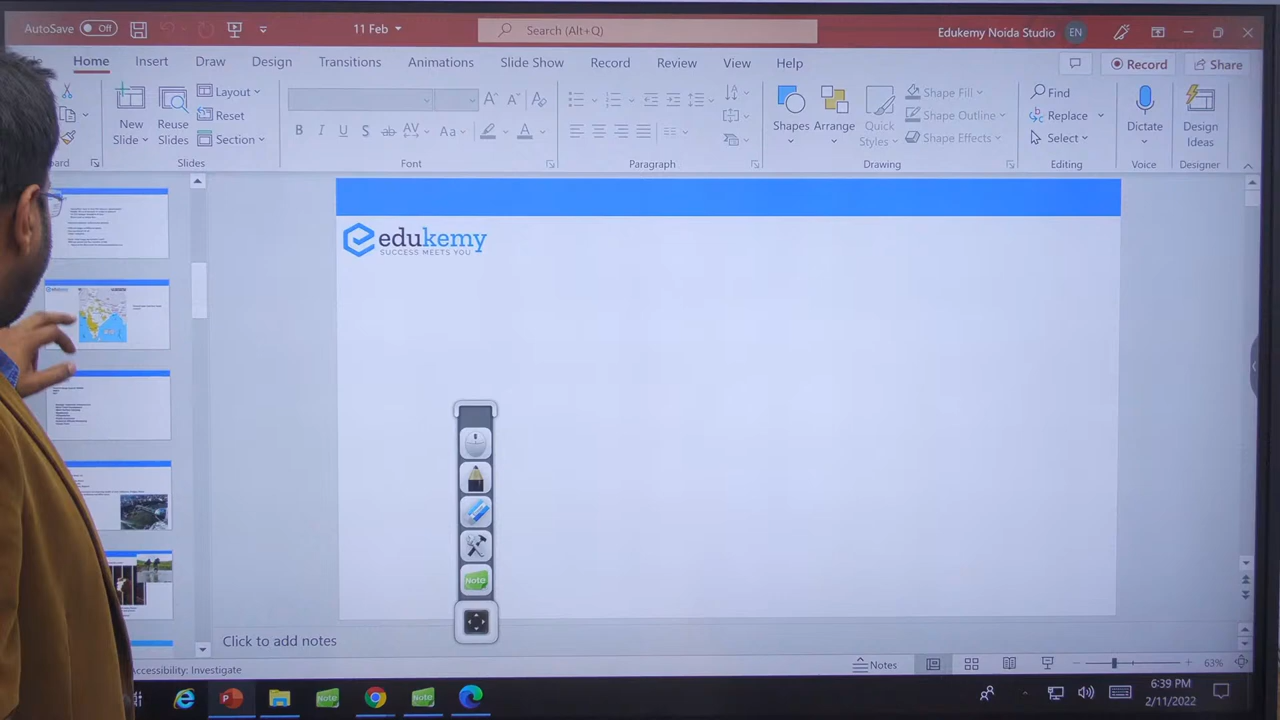 AutoSave Off 11 Feb Search (Alt+Q) Edukemy Noida Studio EN
Home Insert Draw Design Transitions Animations Slide Show Record Review View Help Record Share
New Slide Reuse Slides Layout Reset Section
Slides
B I U S ab AV Aa A
Font
Paragraph
Shapes Arrange Quick Styles Shape Fill Shape Outline Shape Effects
Drawing
Find Replace Select
Editing
Dictate
Voice
Design Ideas
Designer
edukemy
SUCCESS MEETS YOU
Note
Click to add notes
Accessibility: Investigate
Notes
63%
Note
Note
6:39 PM
2/11/2022